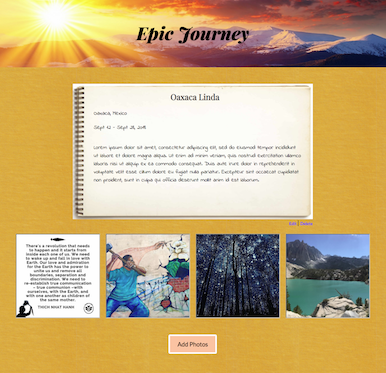 Epic Journey
Oaxaca Linda
Oaxaca, Mexico
Sept 12 - Sept 28, 2018
Lorem ipsum dolor sit amet, consectetur adipiscing elit, sed do eiusmod tempor incididunt
ut labore et dolore magna aliqua. Ut enim ad minim veniam, quis nostrud exercitation ullamco
laboris nisi ut aliquip ex ea commodo consequat. Duis aute irure dolor in reprehenderit in
voluptate velit esse cillum dolore eu fugiat nulla pariatur. Excepteur sint occaecat cupidatat
non proident, sunt in culpa qui officia deserunt mollit anim id est laborum.
Edit | Delete
There's a revolution that needs
to happen and it starts from
inside each one of us. We need
to wake up and fall in love with
Earth. Our love and admiration
for the Earth has the power to
unite us and remove all
boundaries, separation and
discrimination. We need to
re-establish true communication
– true communion –with
ourselves, with the Earth, and
with one another as children of
the same mother.
THICH NHAT HANH
Add Photos